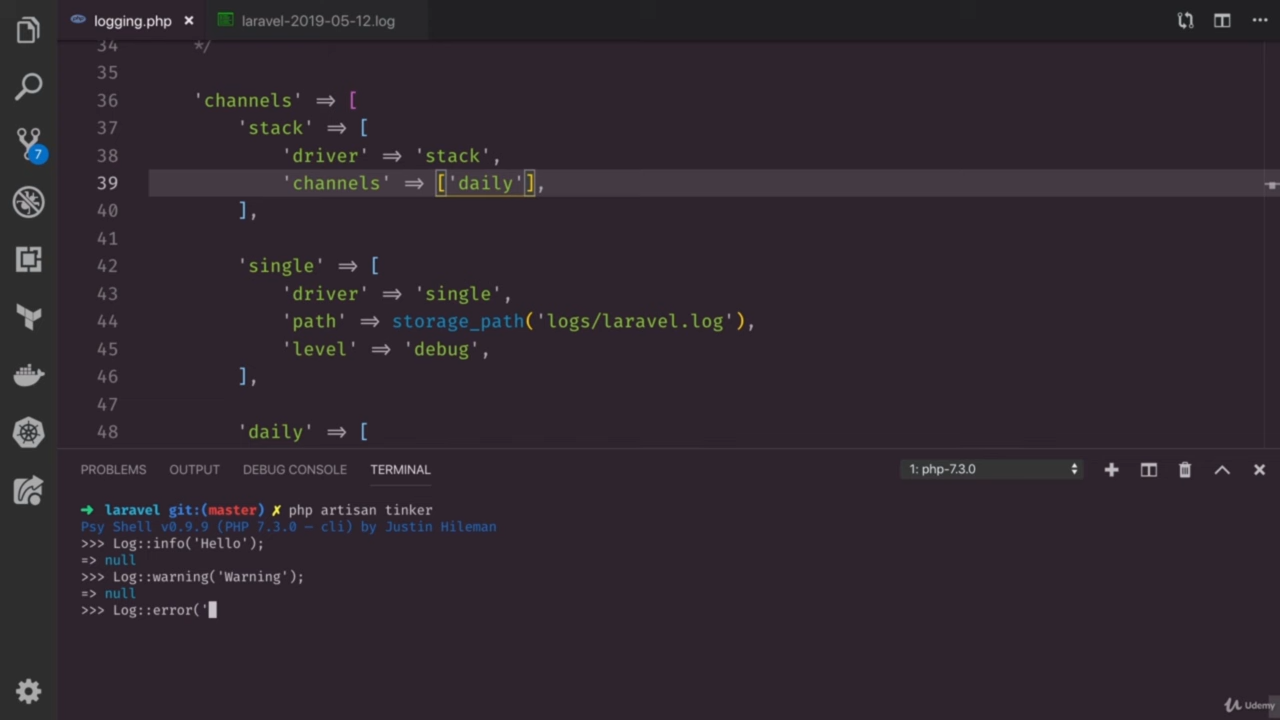 logging.php
laravel-2019-05-12.log
34 */
35
36 'channels' => [
37 'stack' => [
38 'driver' => 'stack',
39 'channels' => ['daily'],
40 ],
41
42 'single' => [
43 'driver' => 'single',
44 'path' => storage_path('logs/laravel.log'),
45 'level' => 'debug',
46 ],
47
48 'daily' => [
7
PROBLEMS OUTPUT DEBUG CONSOLE TERMINAL 1: php-7.3.0
➜ laravel git:(master) ✗ php artisan tinker
Psy Shell v0.9.9 (PHP 7.3.0 — cli) by Justin Hileman
>>> Log::info('Hello');
=> null
>>> Log::warning('Warning');
=> null
>>> Log::error('
Udemy